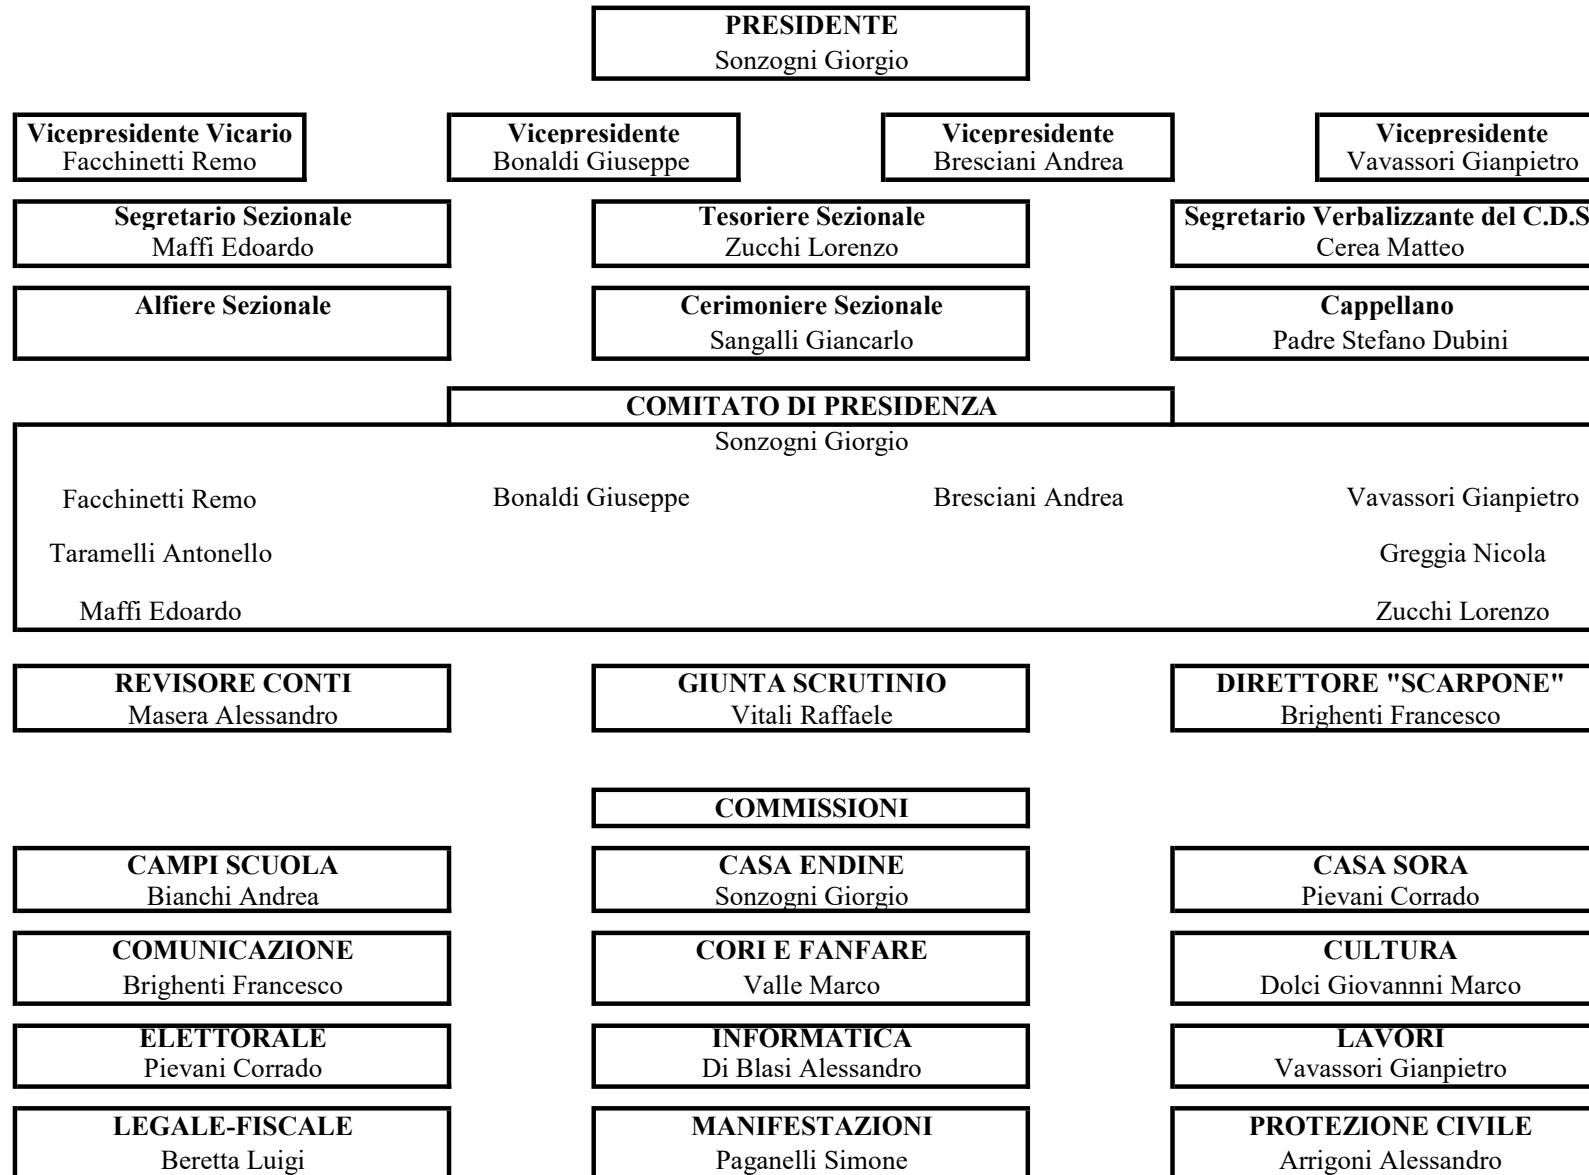 PRESIDENTE
Sonzogni Giorgio
Vicepresidente Vicario
Facchinetti Remo
Vicepresidente
Bonaldi Giuseppe
Vicepresidente
Bresciani Andrea
Vicepresidente
Vavassori Gianpietro
Segretario Sezionale
Maffi Edoardo
Tesoriere Sezionale
Zucchi Lorenzo
Segretario Verbalizzante del C.D.S
Cerea Matteo
Alfiere Sezionale
Cerimoniere Sezionale
Sangalli Giancarlo
Cappellano
Padre Stefano Dubini
COMITATO DI PRESIDENZA
Sonzogni Giorgio
Facchinetti Remo
Bonaldi Giuseppe
Bresciani Andrea
Vavassori Gianpietro
Taramelli Antonello
Greggia Nicola
Maffi Edoardo
Zucchi Lorenzo
REVISORE CONTI
Masera Alessandro
GIUNTA SCRUTINIO
Vitali Raffaele
DIRETTORE "SCARPONE"
Brighenti Francesco
COMMISSIONI
CAMPI SCUOLA
Bianchi Andrea
CASA ENDINE
Sonzogni Giorgio
CASA SORA
Pievani Corrado
COMUNICAZIONE
Brighenti Francesco
CORI E FANFARE
Valle Marco
CULTURA
Dolci Giovannni Marco
ELETTORALE
Pievani Corrado
INFORMATICA
Di Blasi Alessandro
LAVORI
Vavassori Gianpietro
LEGALE-FISCALE
Beretta Luigi
MANIFESTAZIONI
Paganelli Simone
PROTEZIONE CIVILE
Arrigoni Alessandro